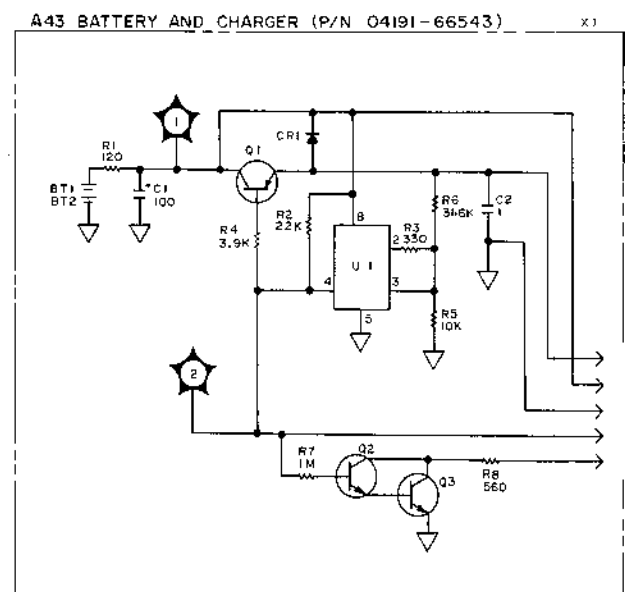 A43 BATTERY AND CHARGER (P/N 04191-66543)
1
CR1
R1
120
Q1
BT1
BT2
+C1
100
R4
3.9K
R2
22K
8
R3
2 330
R6
31.6K
C2
1
U1
4
3
5
R5
10K
2
R7
1M
Q2
Q3
R8
560